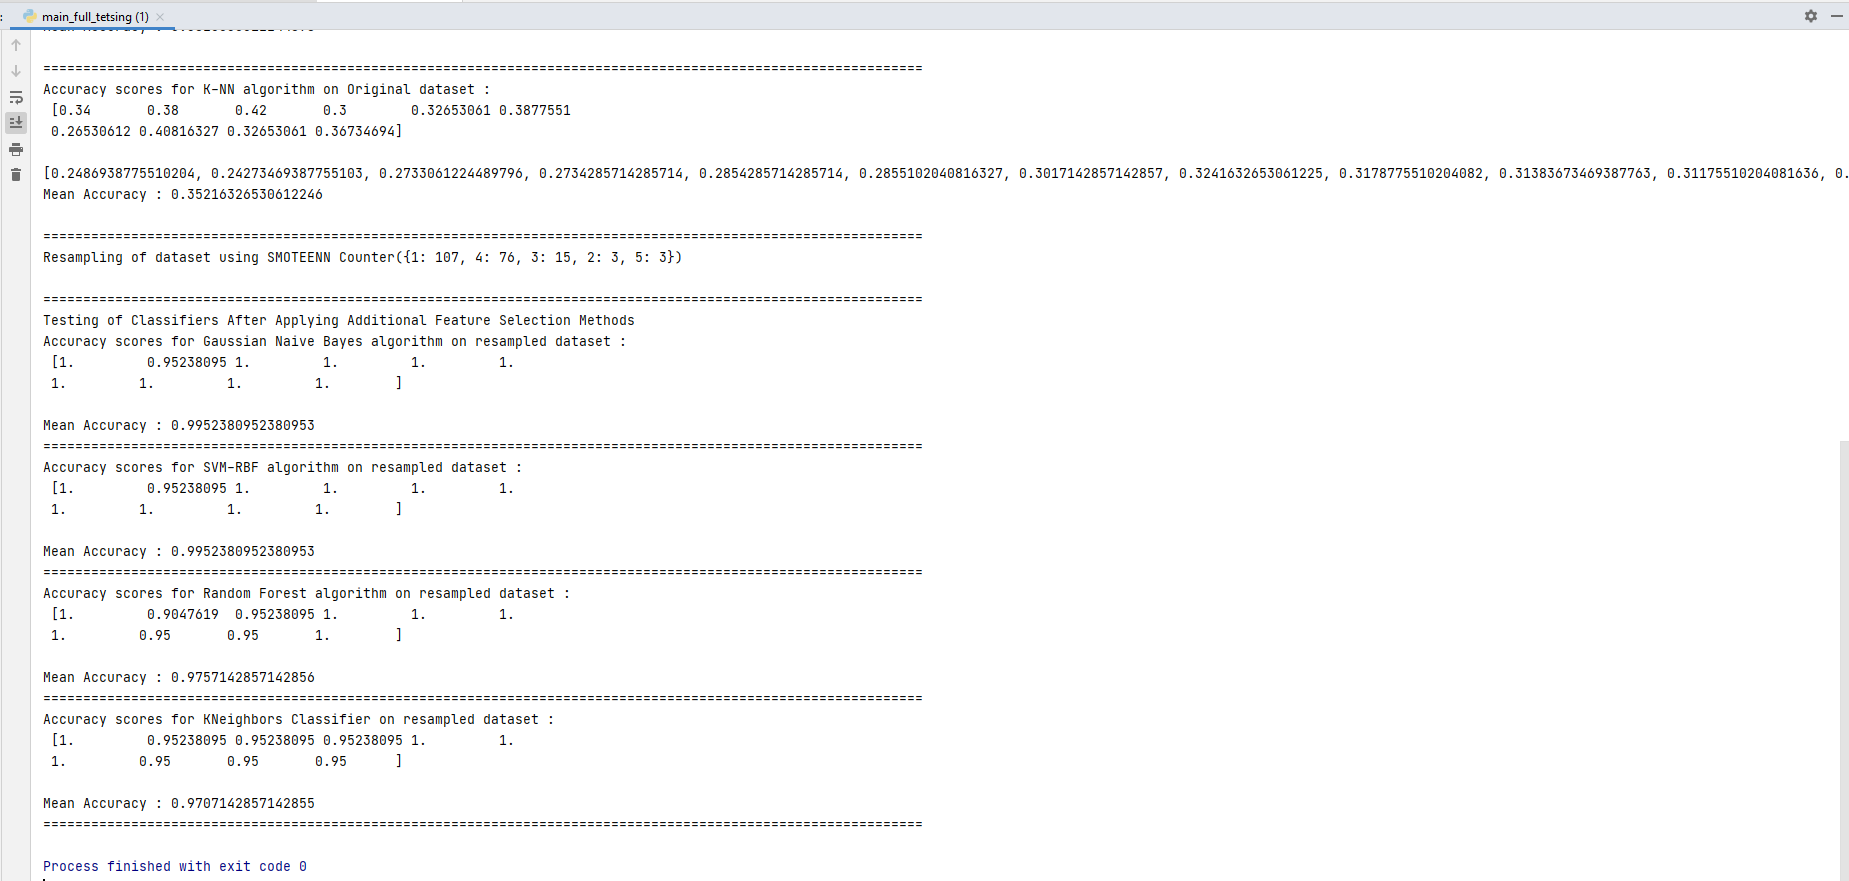 main_full_tetsing (1)
============================================================================================================== 
Accuracy scores for K-NN algorithm on Original dataset :
[0.34 0.38 0.42 0.3 0.32653061 0.3877551
0.26530612 0.40816327 0.32653061 0.36734694]
[0.2486938775510204, 0.24273469387755103, 0.2733061224489796, 0.2734285714285714, 0.2854285714285714, 0.2855102040816327, 0.3017142857142857, 0.3241632653061225, 0.3178775510204082, 0.31383673469387763, 0.31175510204081636, 0.
Mean Accuracy : 0.35216326530612246
==============================================================================================================
Resampling of dataset using SMOTEENN Counter({1: 107, 4: 76, 3: 15, 2: 3, 5: 3})
==============================================================================================================
Testing of Classifiers After Applying Additional Feature Selection Methods
Accuracy scores for Gaussian Naive Bayes algorithm on resampled dataset :
[1. 0.95238095 1. 1. 1. 1.
1. 1. 1. 1. ]
Mean Accuracy : 0.9952380952380953
==============================================================================================================
Accuracy scores for SVM-RBF algorithm on resampled dataset :
[1. 0.95238095 1. 1. 1. 1.
1. 1. 1. 1. ]
Mean Accuracy : 0.9952380952380953
==============================================================================================================
Accuracy scores for Random Forest algorithm on resampled dataset :
[1. 0.9047619 0.95238095 1. 1. 1.
1. 0.95 0.95 1. ]
Mean Accuracy : 0.9757142857142856
==============================================================================================================
Accuracy scores for KNeighbors Classifier on resampled dataset :
[1. 0.95238095 0.95238095 0.95238095 1. 1.
1. 0.95 0.95 0.95 ]
Mean Accuracy : 0.9707142857142855
==============================================================================================================
Process finished with exit code 0